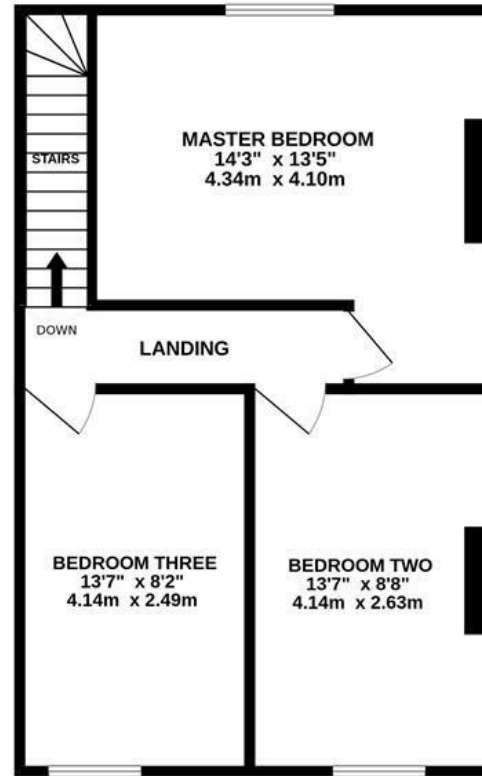 MASTER BEDROOM
14'3" x 13'5"
4.34m x 4.10m
STAIRS
DOWN
LANDING
BEDROOM THREE
13'7" x 8'2"
4.14m x 2.49m
BEDROOM TWO
13'7" x 8'8"
4.14m x 2.63m